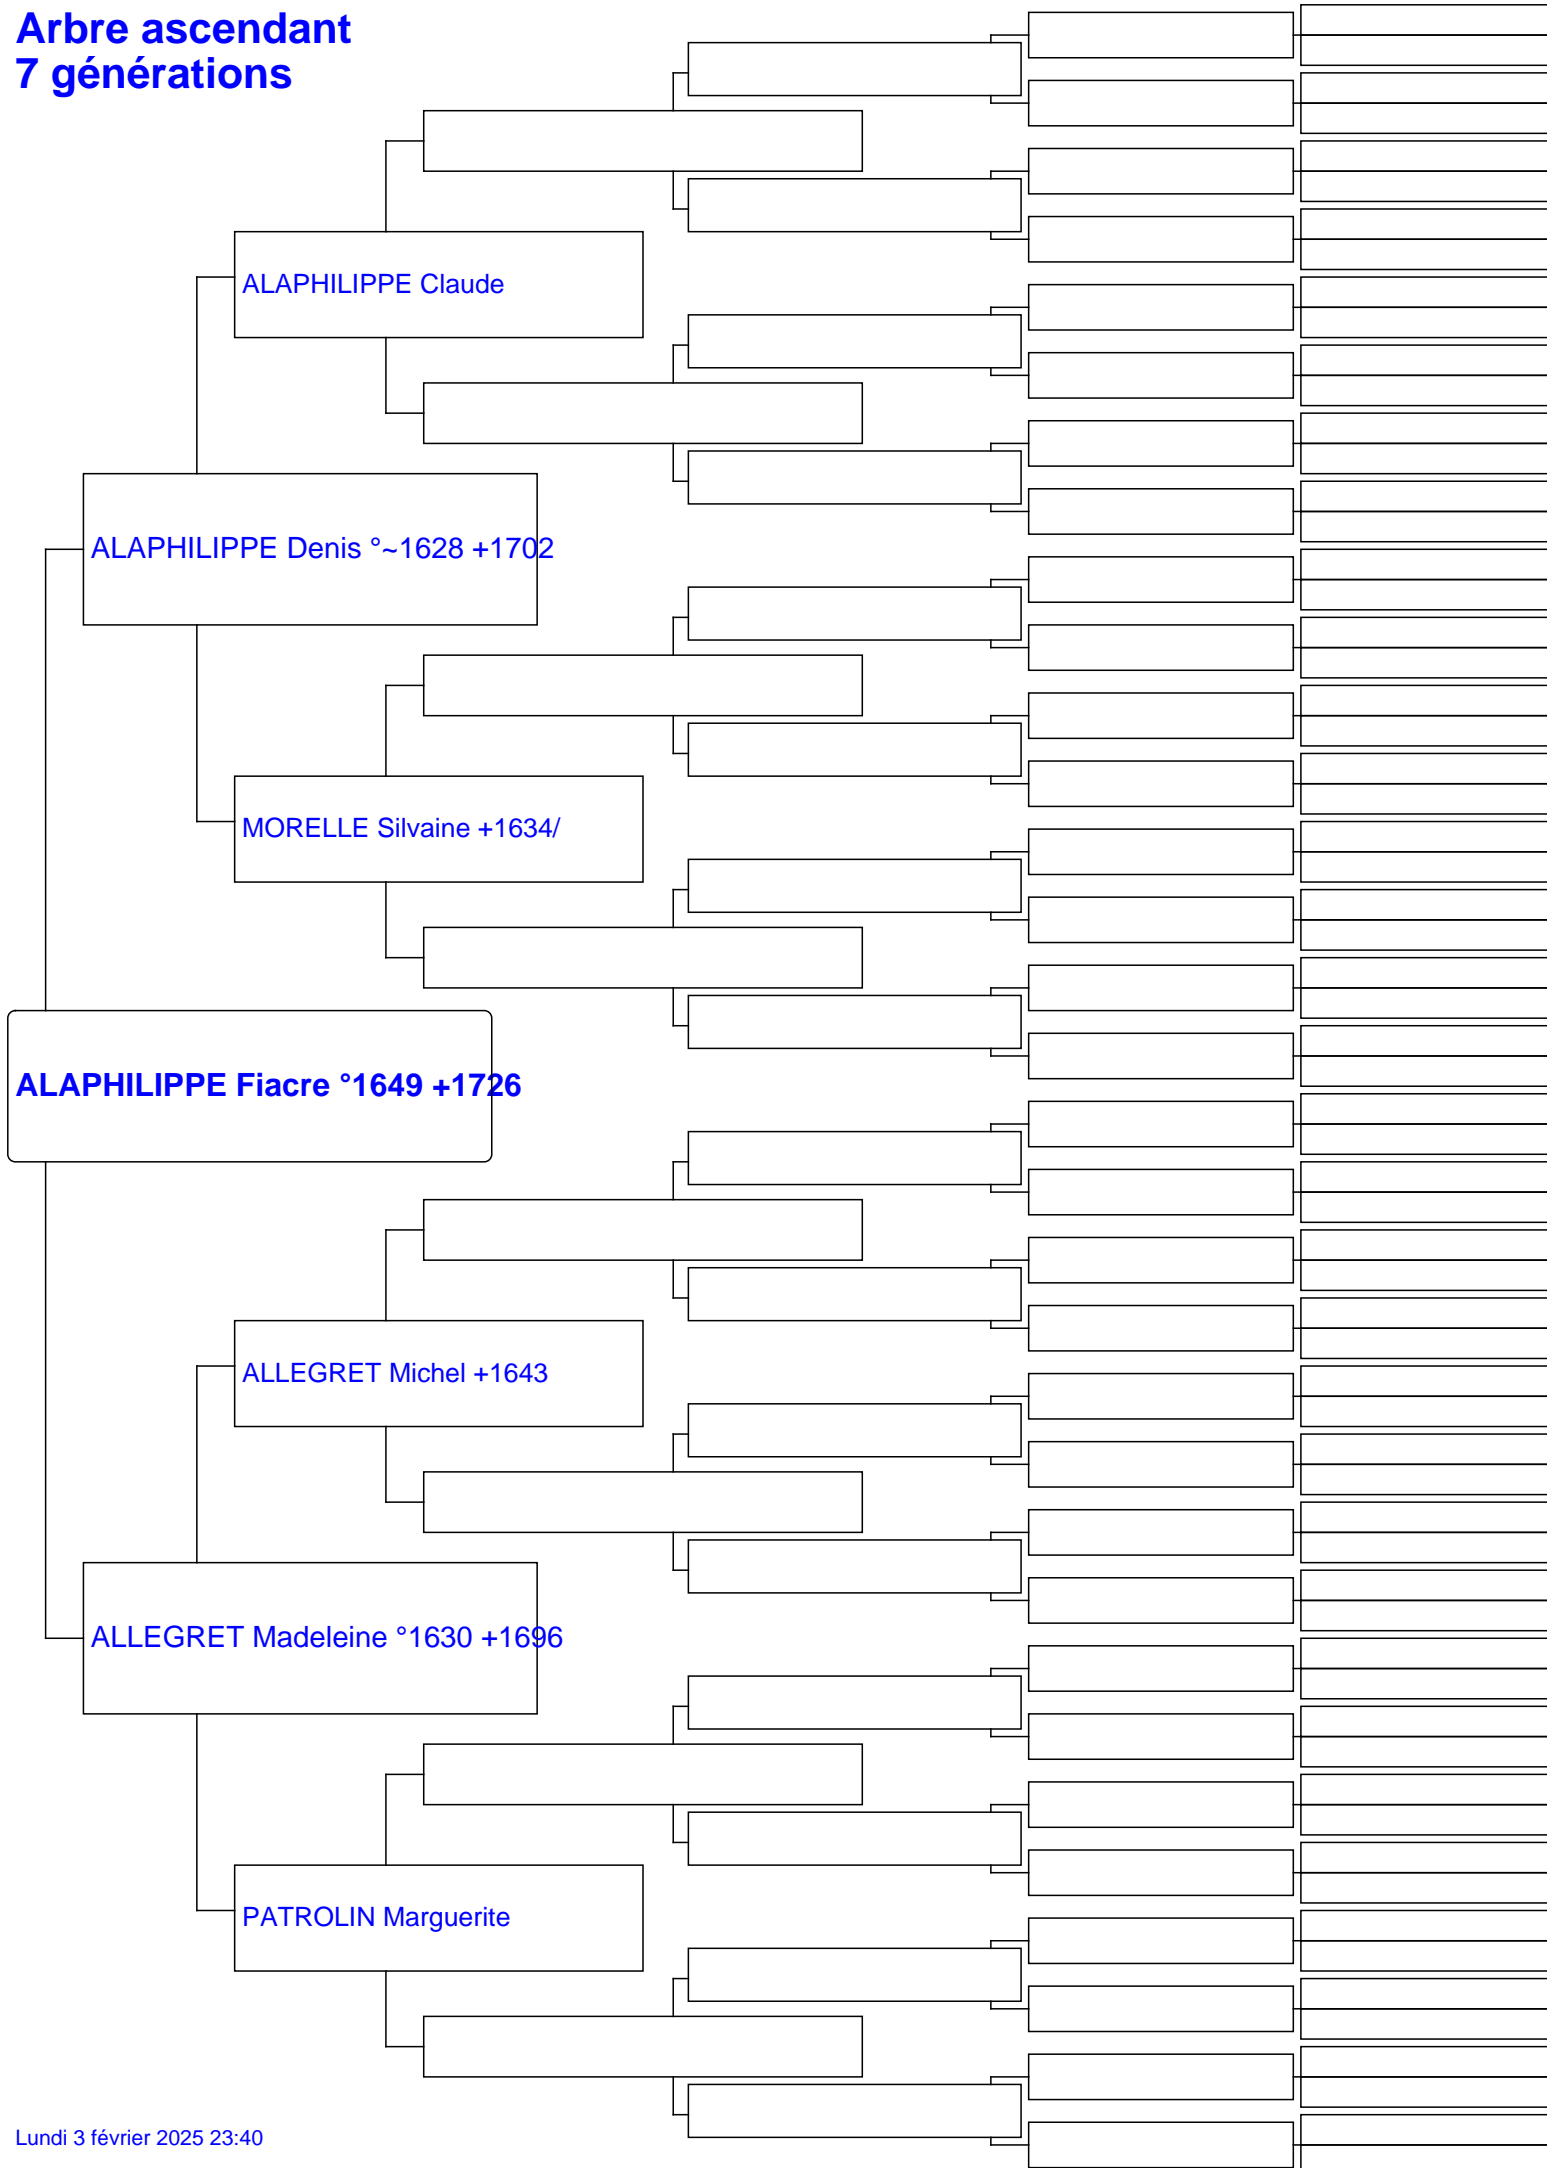 Arbre ascendant
7 générations
ALAPHILIPPE Claude
ALAPHILIPPE Denis °~1628 +1702
MORELLE Silvaine +1634/
ALAPHILIPPE Fiacre °1649 +1726
ALLEGRET Michel +1643
ALLEGRET Madeleine °1630 +1696
PATROLIN Marguerite
Lundi 3 février 2025 23:40